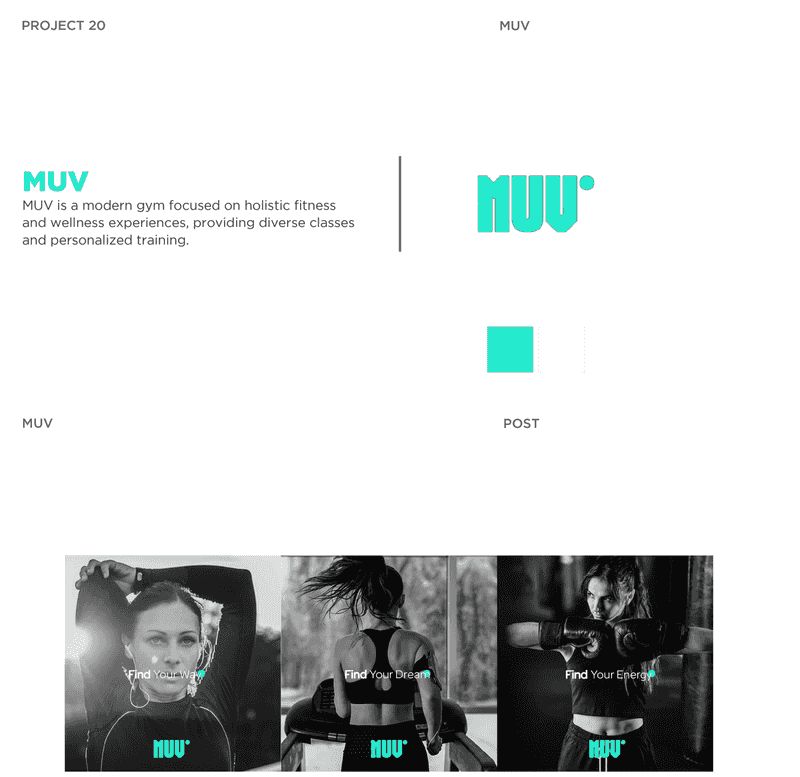 PROJECT 20
MUV
MUV
MUV is a modern gym focused on holistic fitness
and wellness experiences, providing diverse classes
and personalized training.
MUV
MUV
POST
Find Your Way
Find Your Dream
Find Your Energy
MUV
MUV
MUV